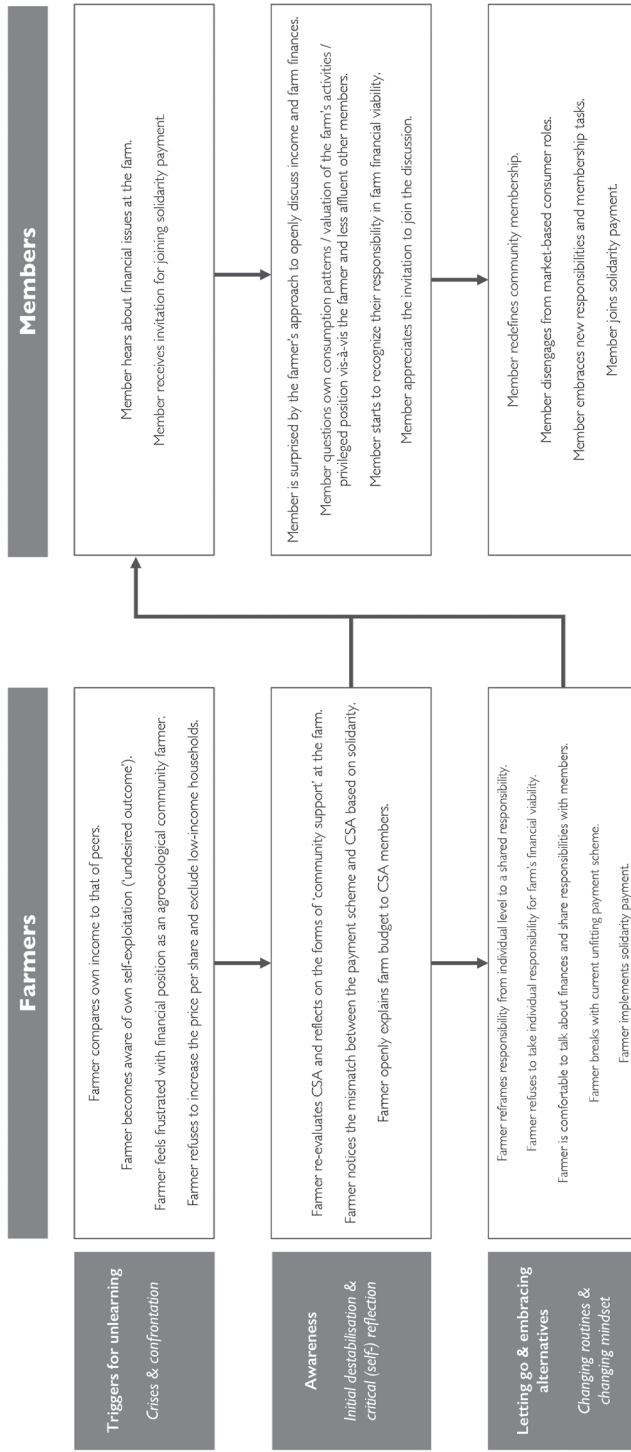 Farmers
Members
Triggers for unlearning
Crises & confrontation
Farmer compares own income to that of peers.
Farmer becomes aware of own self-exploitation ('undesired outcome').
Farmer feels frustrated with financial position as an agroecological community farmer.
Farmer refuses to increase the price per share and exclude low-income households.
Member hears about financial issues at the farm.
Member receives invitation for joining solidarity payment.
Awareness
Initial destabilisation &
critical (self-) reflection
Farmer re-evaluates CSA and reflects on the forms of 'community support' at the farm.
Farmer notices the mismatch between the payment scheme and CSA based on solidarity.
Farmer openly explains farm budget to CSA members.
Member is surprised by the farmer's approach to openly discuss income and farm finances.
Member questions own consumption patterns / valuation of the farm's activities /
privileged position vis-à-vis the farmer and less affluent other members.
Member starts to recognize their responsibility in farm financial viability.
Member appreciates the invitation to join the discussion.
Letting go & embracing
alternatives
Changing routines &
changing mindset
Farmer reframes responsibility from individual level to a shared responsibility.
Farmer refuses to take individual responsibility for farm's financial viability.
Farmer is comfortable to talk about finances and share responsibilities with members.
Farmer breaks with current unfitting payment scheme.
Farmer implements solidarity payment.
Member redefines community membership.
Member disengages from market-based consumer roles.
Member embraces new responsibilities and membership tasks.
Member joins solidarity payment.